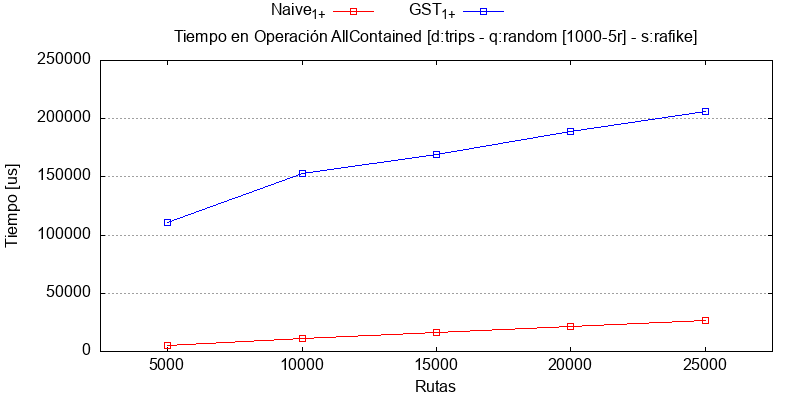 Naive1+ GST1+
Tiempo en Operación AllContained [d:trips - q:random [1000-5r] - s:rafike]
250000
200000
150000
100000
50000
0
Tiempo [us]
5000 10000 15000 20000 25000
Rutas